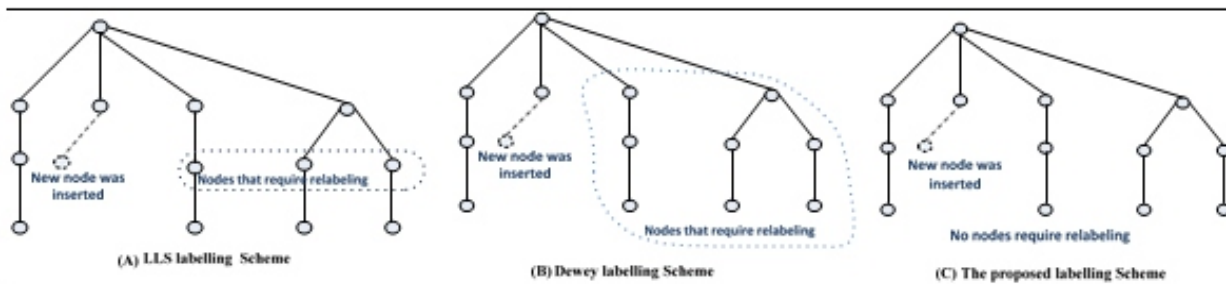 New node was
inserted
Nodes that require relabeling
(A) LLS labelling Scheme
New node was
inserted
Nodes that require relabeling
(B) Dewey labelling Scheme
New node was
inserted
No nodes require relabeling
(C) The proposed labelling Scheme